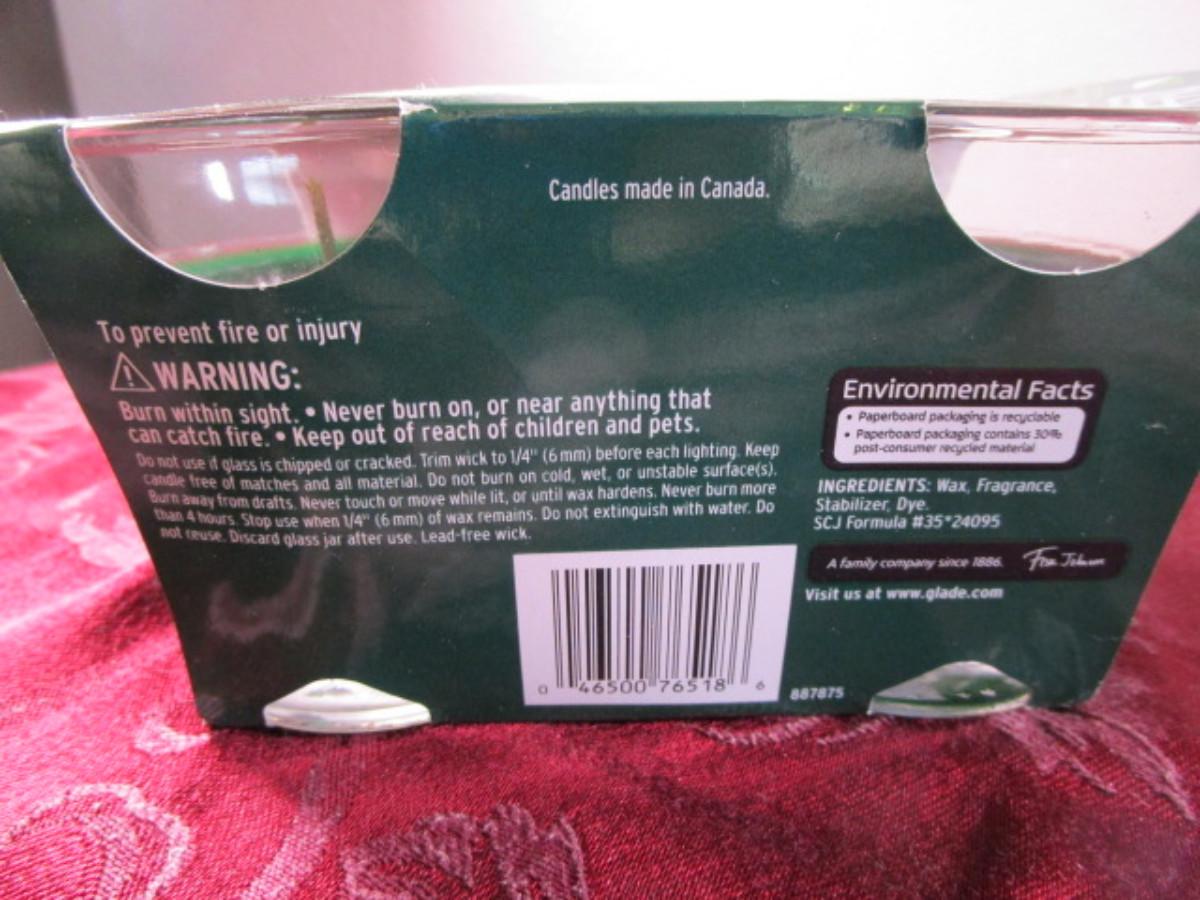 Candles made in Canada.
To prevent fire or injury
WARNING:
Burn within sight. • Never burn on, or near anything that
can catch fire. • Keep out of reach of children and pets.
Do not use if glass is chipped or cracked. Trim wick to 1/4" (6 mm) before each lighting. Keep
candle free of matches and all material. Do not burn on cold, wet, or unstable surface(s).
Burn away from drafts. Never touch or move while lit, or until wax hardens. Never burn more
than 4 hours. Stop use when 1/4" (6 mm) of wax remains. Do not extinguish with water. Do
not reuse. Discard glass jar after use. Lead-free wick.
Environmental Facts
• Paperboard packaging is recyclable
• Paperboard packaging contains 30%
post-consumer recycled material
INGREDIENTS: Wax, Fragrance,
Stabilizer, Dye.
SCJ Formula #35*24095
A family company since 1886. Fisk Johnson
Visit us at www.glade.com
0 46500 76518 6
887875